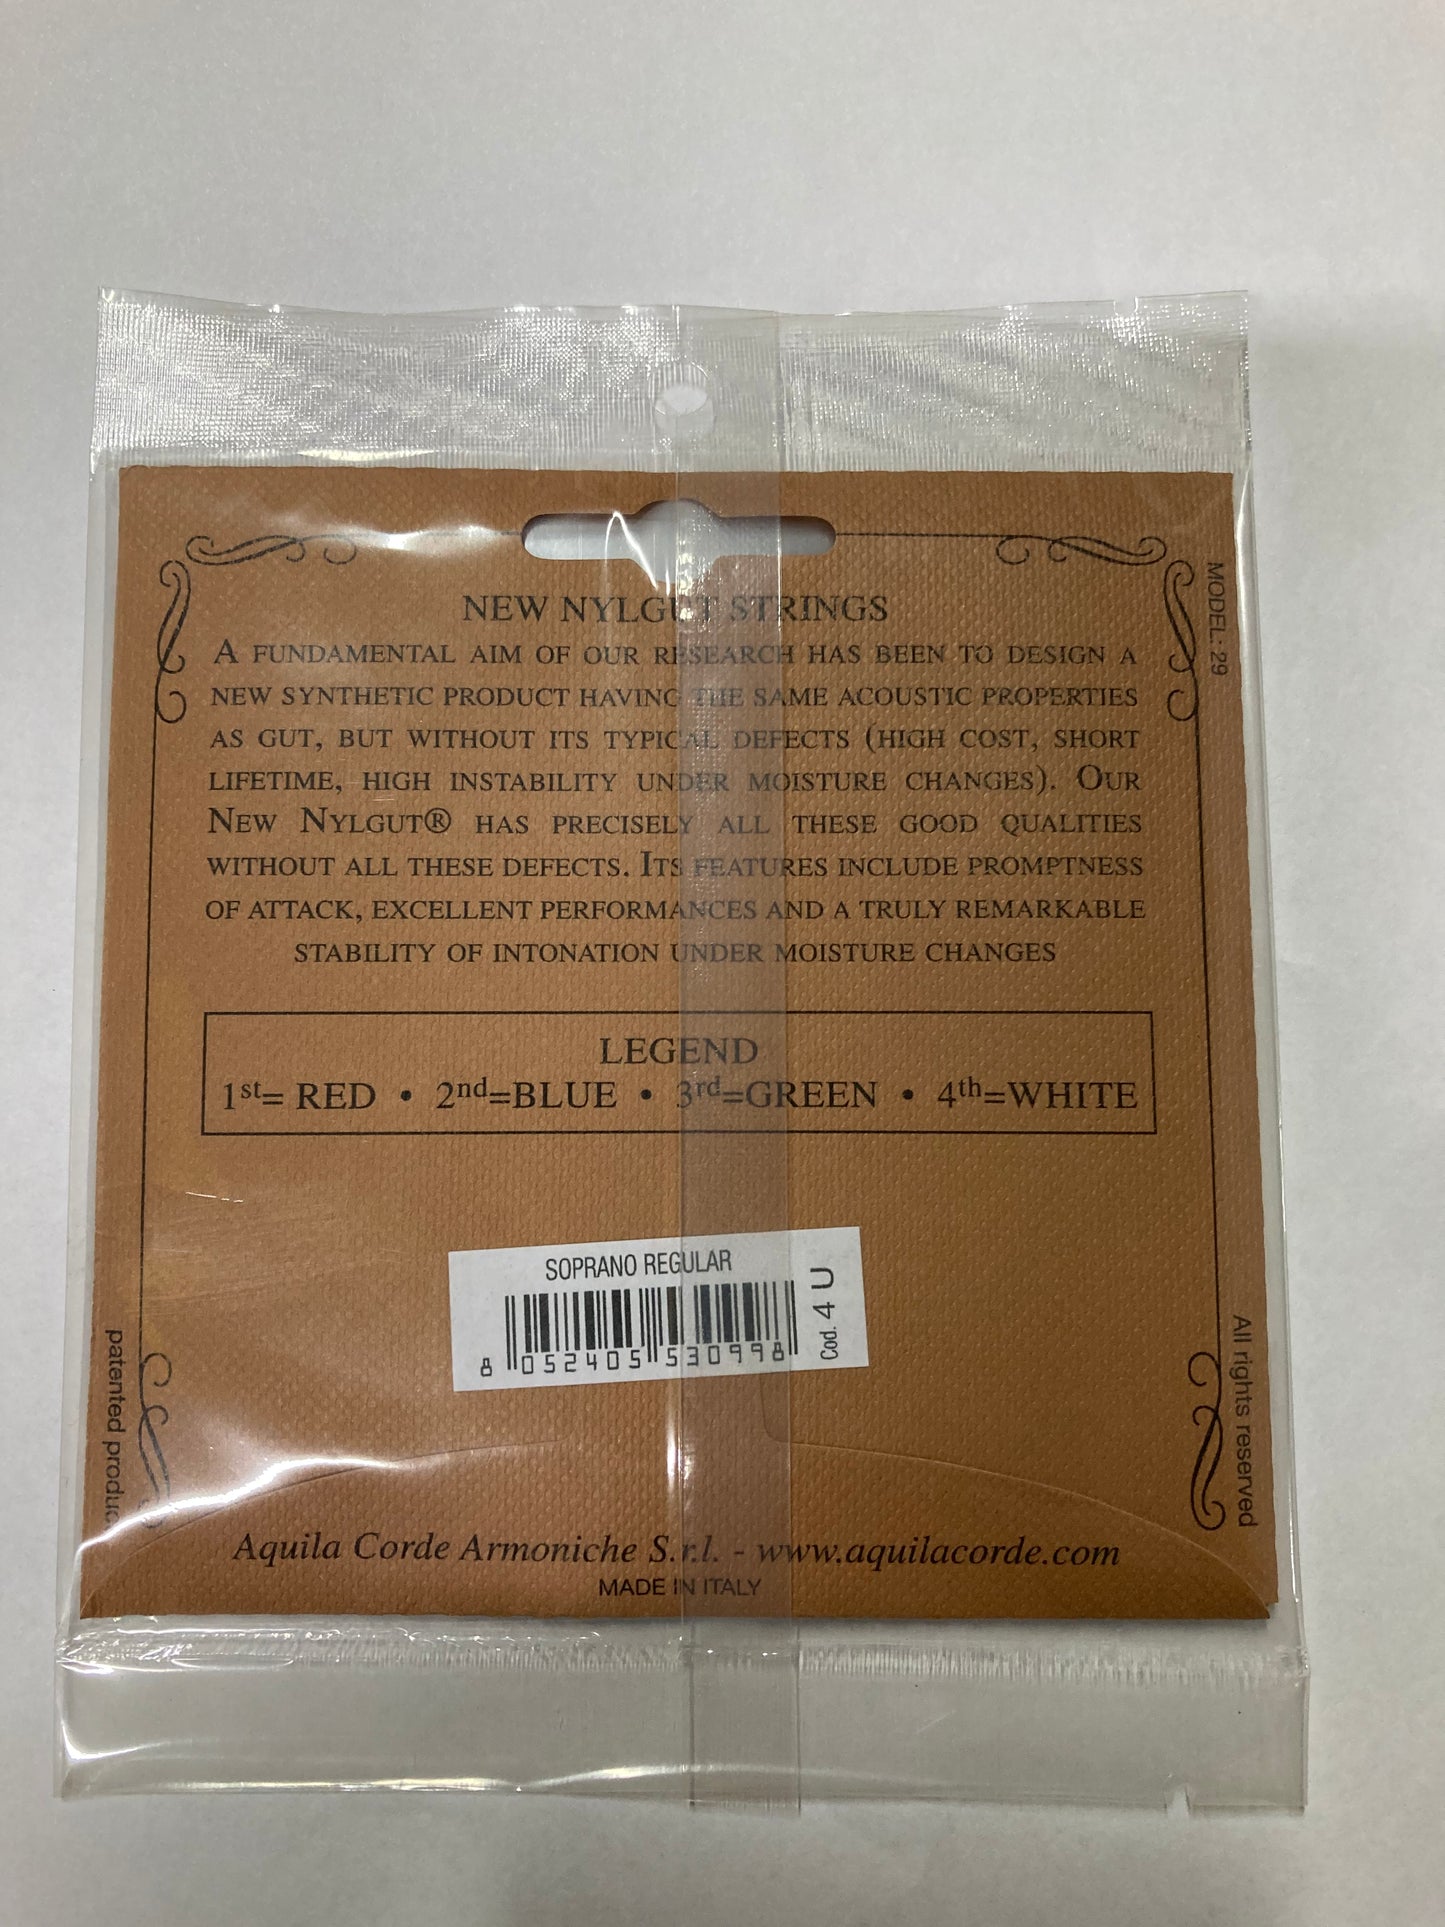 NEW NYLGUT STRINGS
A FUNDAMENTAL AIM OF OUR RESEARCH HAS BEEN TO DESIGN A
NEW SYNTHETIC PRODUCT HAVING THE SAME ACOUSTIC PROPERTIES
AS GUT, BUT WITHOUT ITS TYPICAL DEFECTS (HIGH COST, SHORT
LIFETIME, HIGH INSTABILITY UNDER MOISTURE CHANGES). OUR
NEW NYLGUT® HAS PRECISELY ALL THESE GOOD QUALITIES
WITHOUT ALL THESE DEFECTS. ITS FEATURES INCLUDE PROMPTNESS
OF ATTACK, EXCELLENT PERFORMANCES AND A TRULY REMARKABLE
STABILITY OF INTONATION UNDER MOISTURE CHANGES
MODEL: 29
LEGEND
1st= RED • 2nd=BLUE • 3rd=GREEN • 4th=WHITE
SOPRANO REGULAR
8 052405 530998
Cod. 4 U
patented produc
All rights reserved
Aquila Corde Armoniche S.r.l. - www.aquilacorde.com
MADE IN ITALY